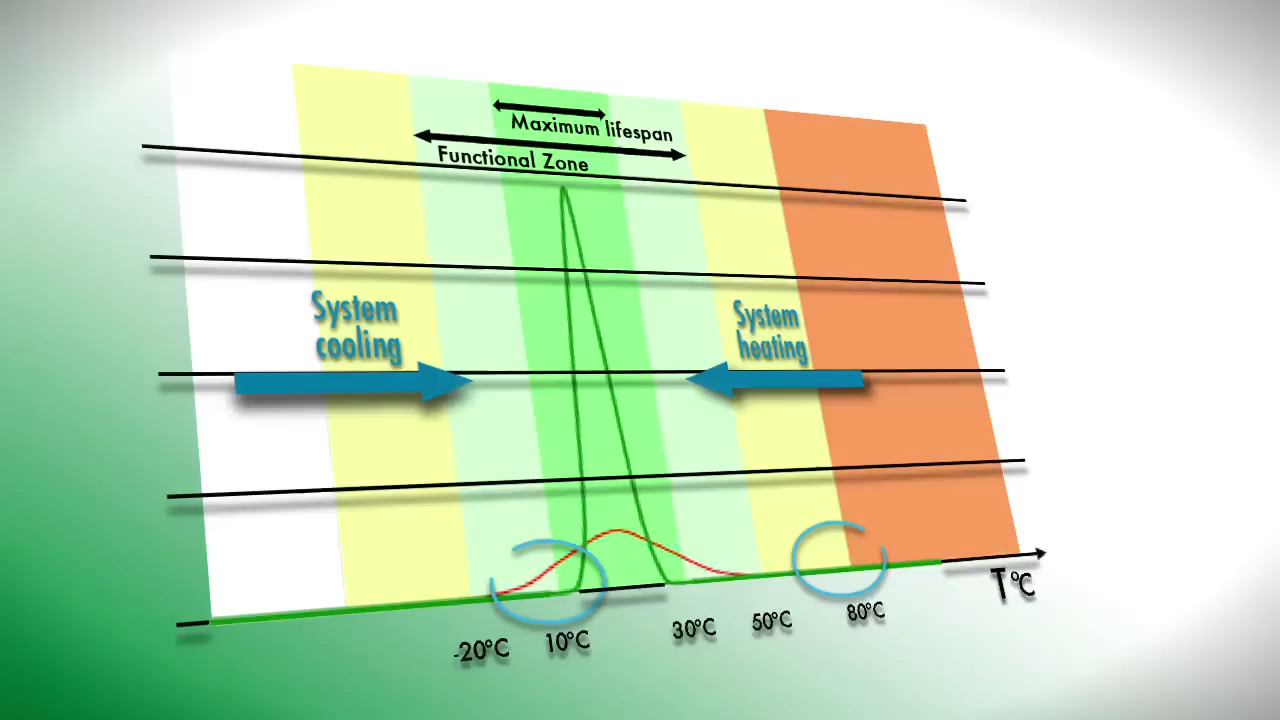 Maximum lifespan
Functional Zone
System
cooling
System
heating
-20°C
10°C
30°C
50°C
80°C
T°C